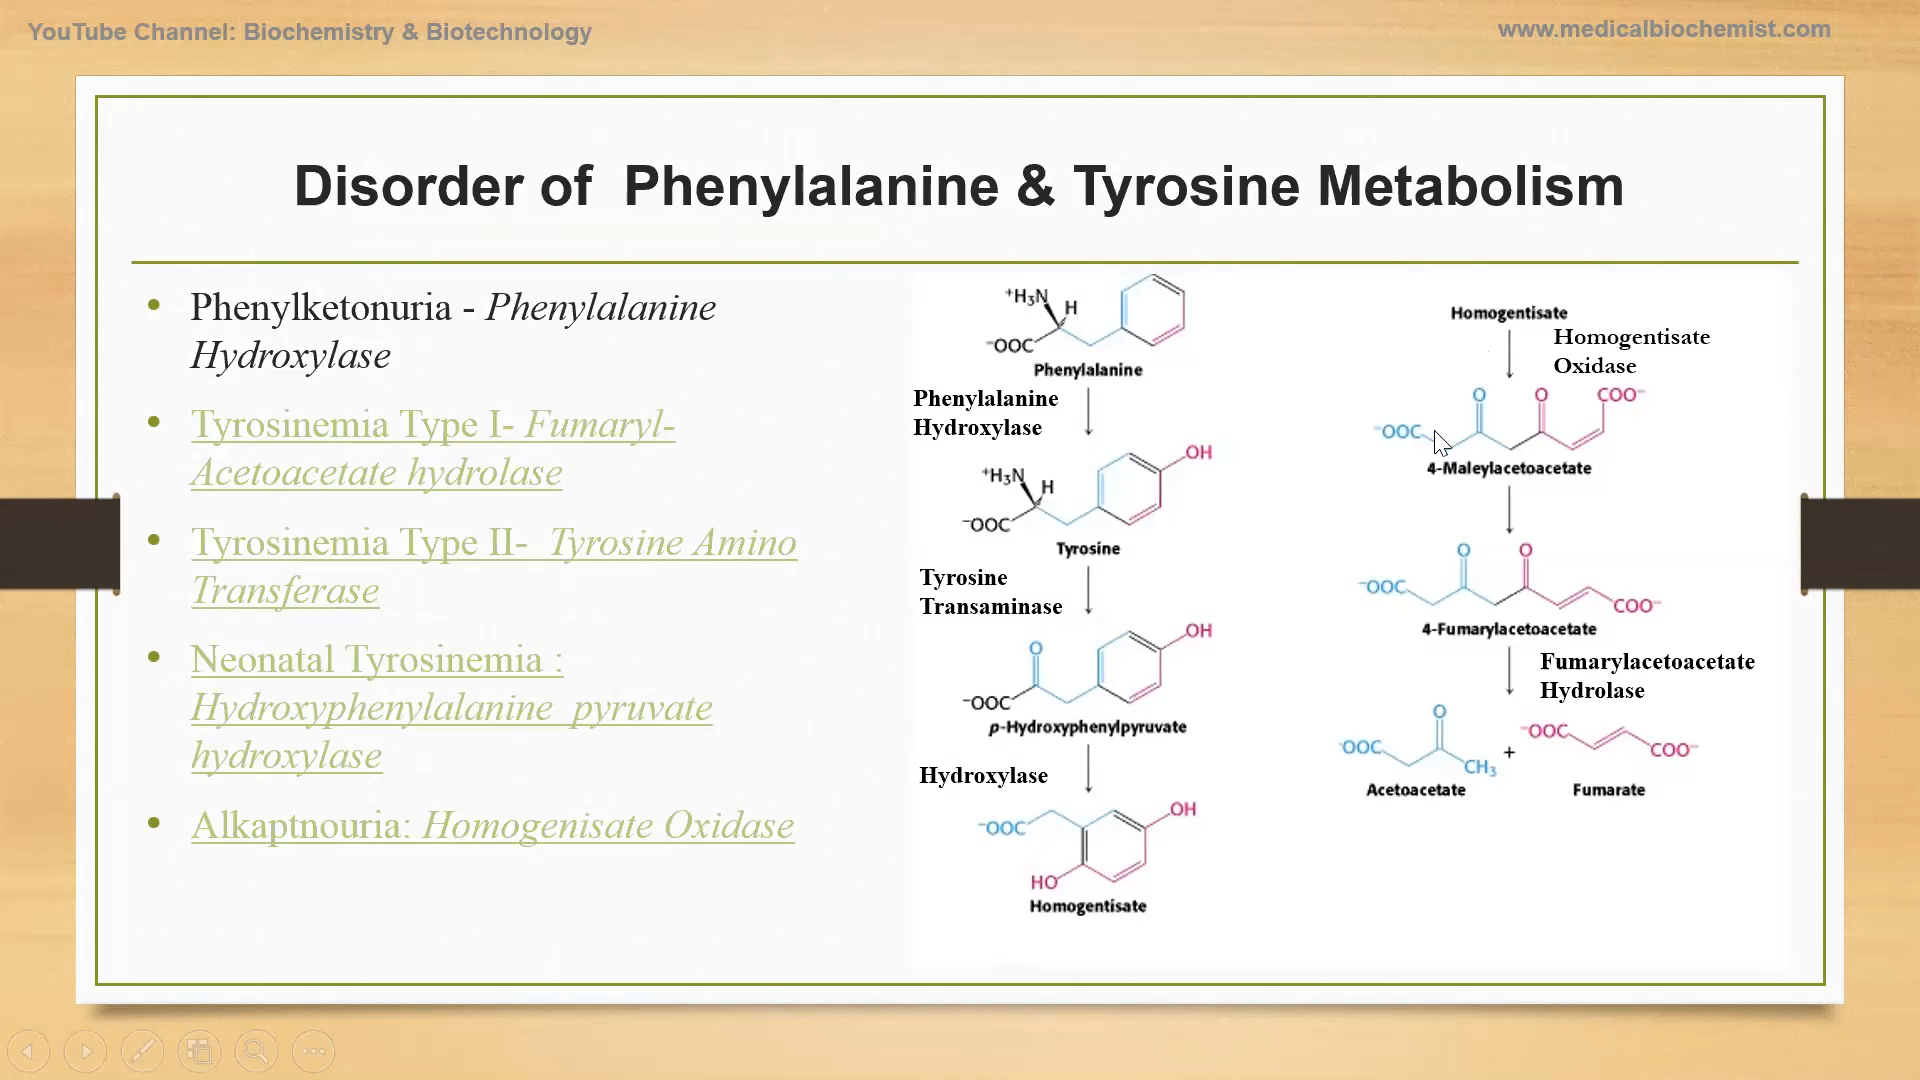 YouTube Channel: Biochemistry & Biotechnology
www.medicalbiochemist.com
Disorder of Phenylalanine & Tyrosine Metabolism
• Phenylketonuria - Phenylalanine
Hydroxylase
• Tyrosinemia Type I- Fumaryl-
Acetoacetate hydrolase
• Tyrosinemia Type II- Tyrosine Amino
Transferase
• Neonatal Tyrosinemia :
Hydroxyphenylalanine pyruvate
hydroxylase
• Alkaptnouria: Homogenisate Oxidase
⁺H₃N
H
⁻OOC
Phenylalanine
Phenylalanine
Hydroxylase
OH
⁺H₃N
H
⁻OOC
Tyrosine
Tyrosine
Transaminase
OH
O
⁻OOC
p-Hydroxyphenylpyruvate
Hydroxylase
OH
⁻OOC
HO
Homogentisate
Homogentisate
Homogentisate
Oxidase
O O COO⁻
⁻OOC
4-Maleylacetoacetate
O O
⁻OOC
COO⁻
4-Fumarylacetoacetate
Fumarylacetoacetate
Hydrolase
O
⁻OOC
CH₃
+
⁻OOC
COO⁻
Acetoacetate
Fumarate